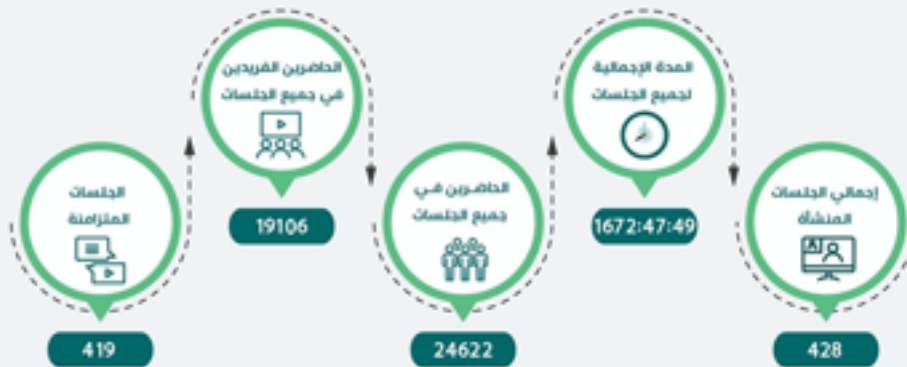 إجمالي الجلسات
المنشأة
428
المدة الإجمالية
لجميع الجلسات
1672:47:49
الحاضرين في
جميع الجلسات
24622
الحاضرين الفريدين
في جميع الجلسات
19106
الجلسات
المتزامنة
419